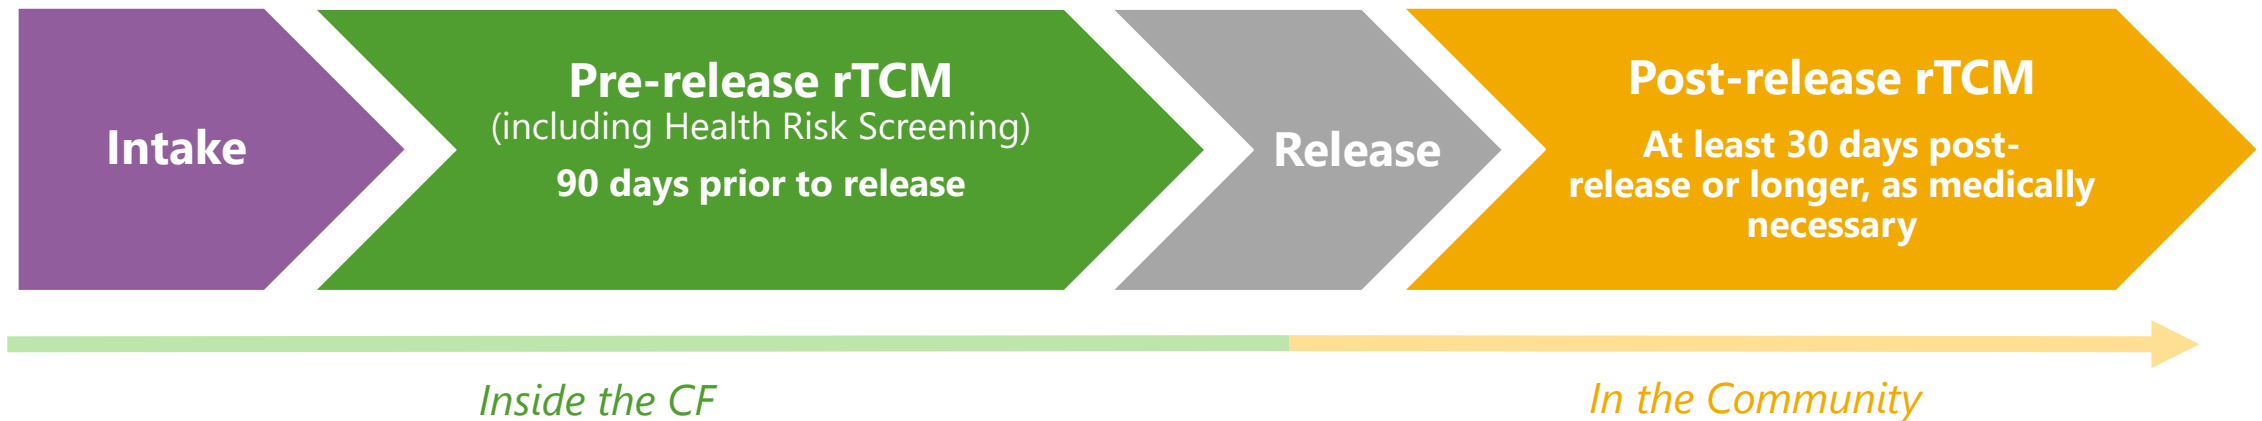 Intake
Pre-release rTCM
(including Health Risk Screening)
90 days prior to release
Release
Post-release rTCM
At least 30 days post-
release or longer, as medically
necessary
Inside the CF
In the Community